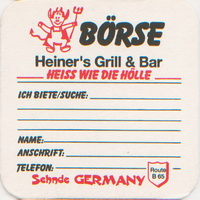 BÖRSE
Heiner's Grill & Bar
HEISS WIE DIE HÖLLE
ICH BIETE/SUCHE:
NAME:
ANSCHRIFT:
TELEFON:
Sehnde GERMANY
Route
B 65